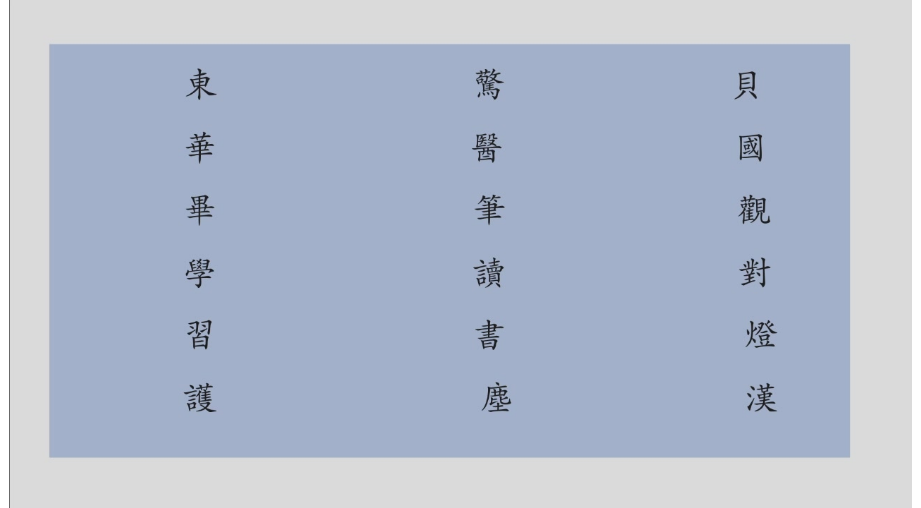 東 驚 貝
華 醫 國
畢 筆 觀
學 讀 對
習 書 燈
護 塵 漢